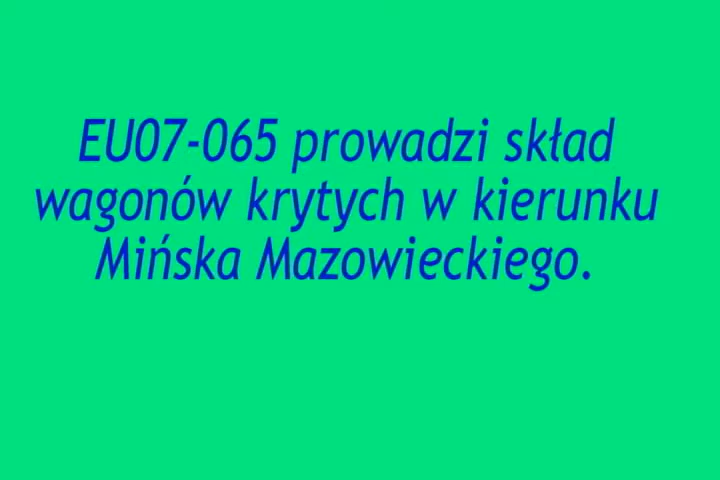 EU07-065 prowadzi skład
wagonów krytych w kierunku
Mińska Mazowieckiego.